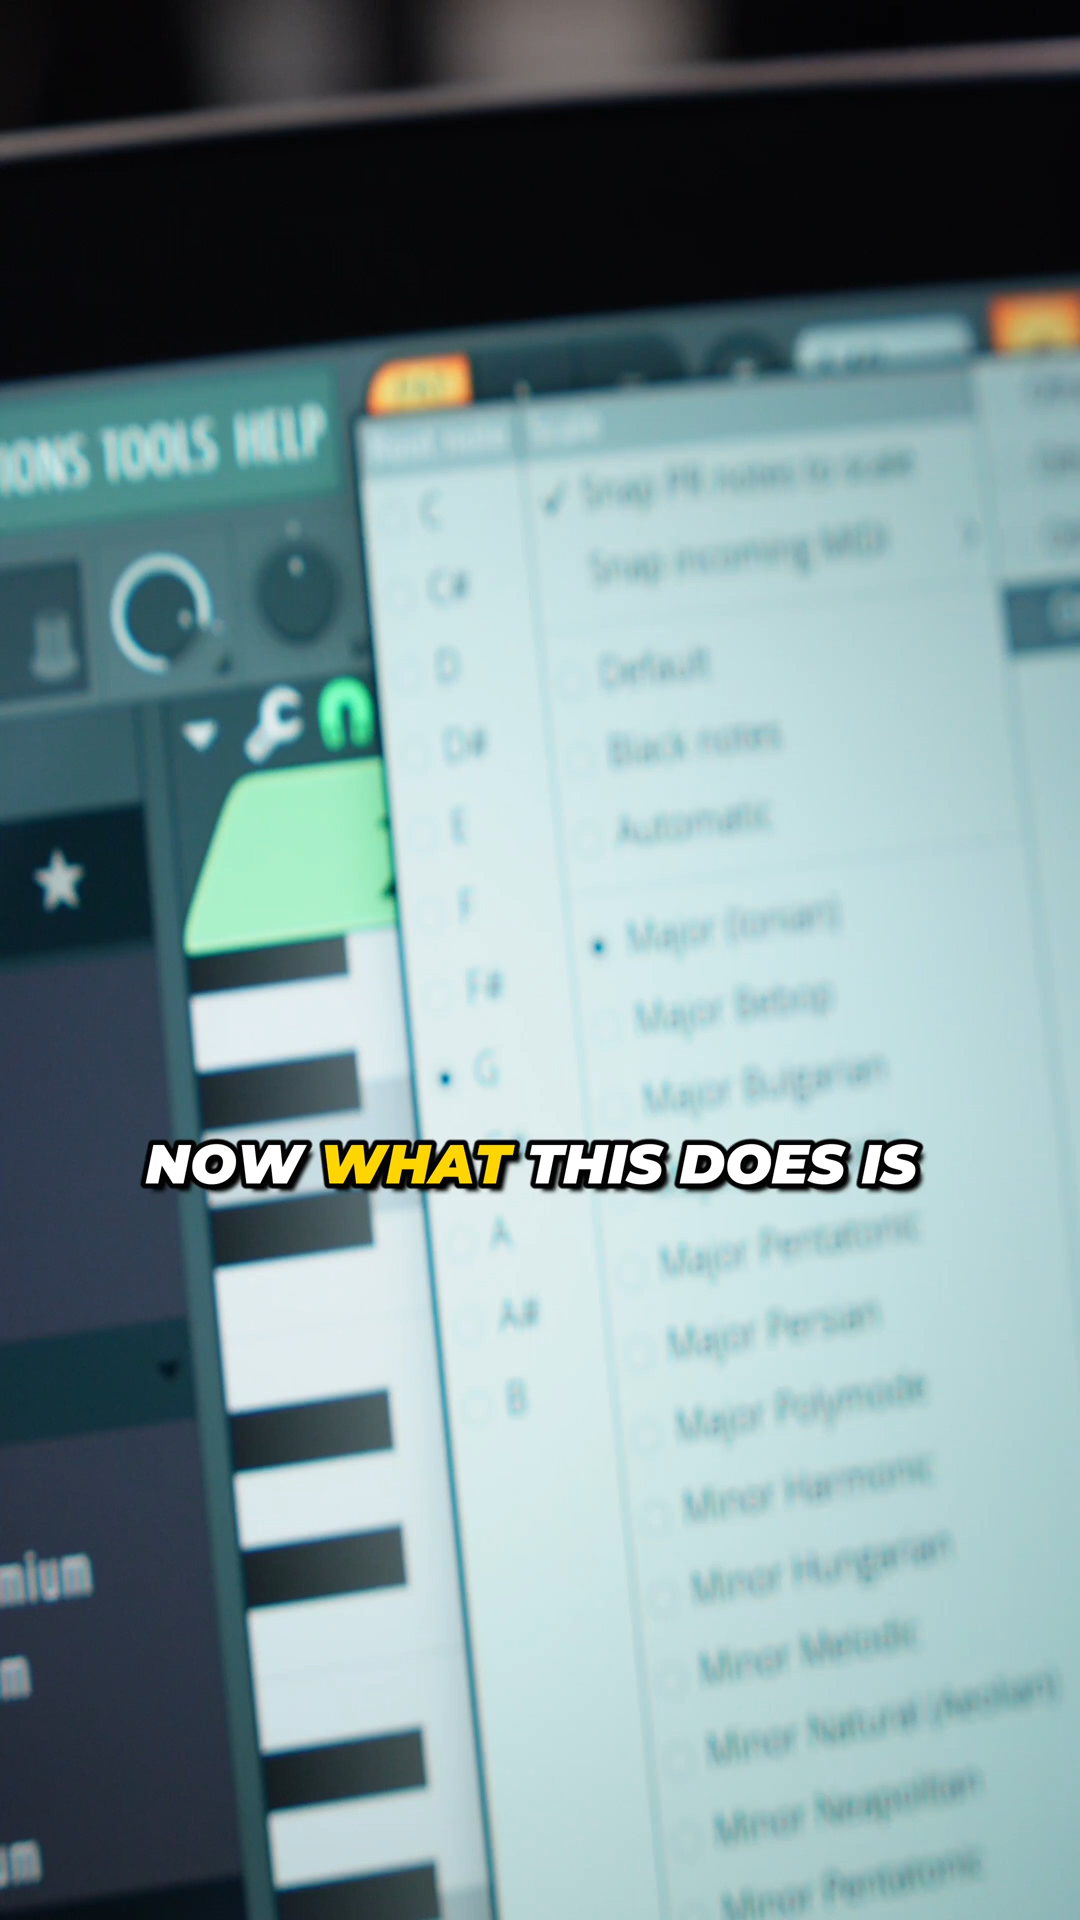 TOOLS HELP
Scale
C
Snap PR notes to scale
C#
Snap incoming MIDI
D
Default
D#
Black notes
E
Automatic
F
Major (Ionian)
F#
Major Bebop
G
Major Bulgarian
NOW WHAT THIS DOES IS
A
Major Pentatonic
A#
Major Persian
B
Major Polymode
Minor Harmonic
Minor Hungarian
Minor Melodic
Minor Natural (Aeolian)
Minor Neapolitan
Minor Pentatonic